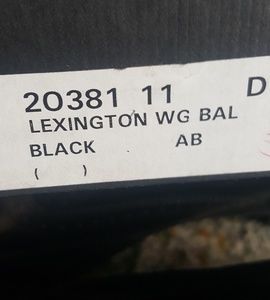 20381 11 D
LEXINGTON WG BAL
BLACK AB
( )